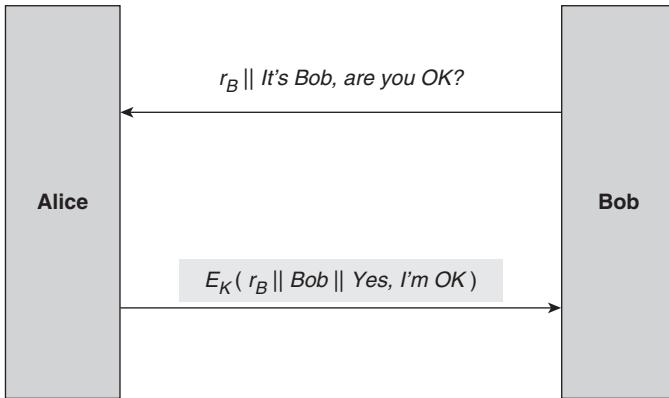 r_B || It's Bob, are you OK?
Alice
Bob
E_K ( r_B || Bob || Yes, I'm OK )